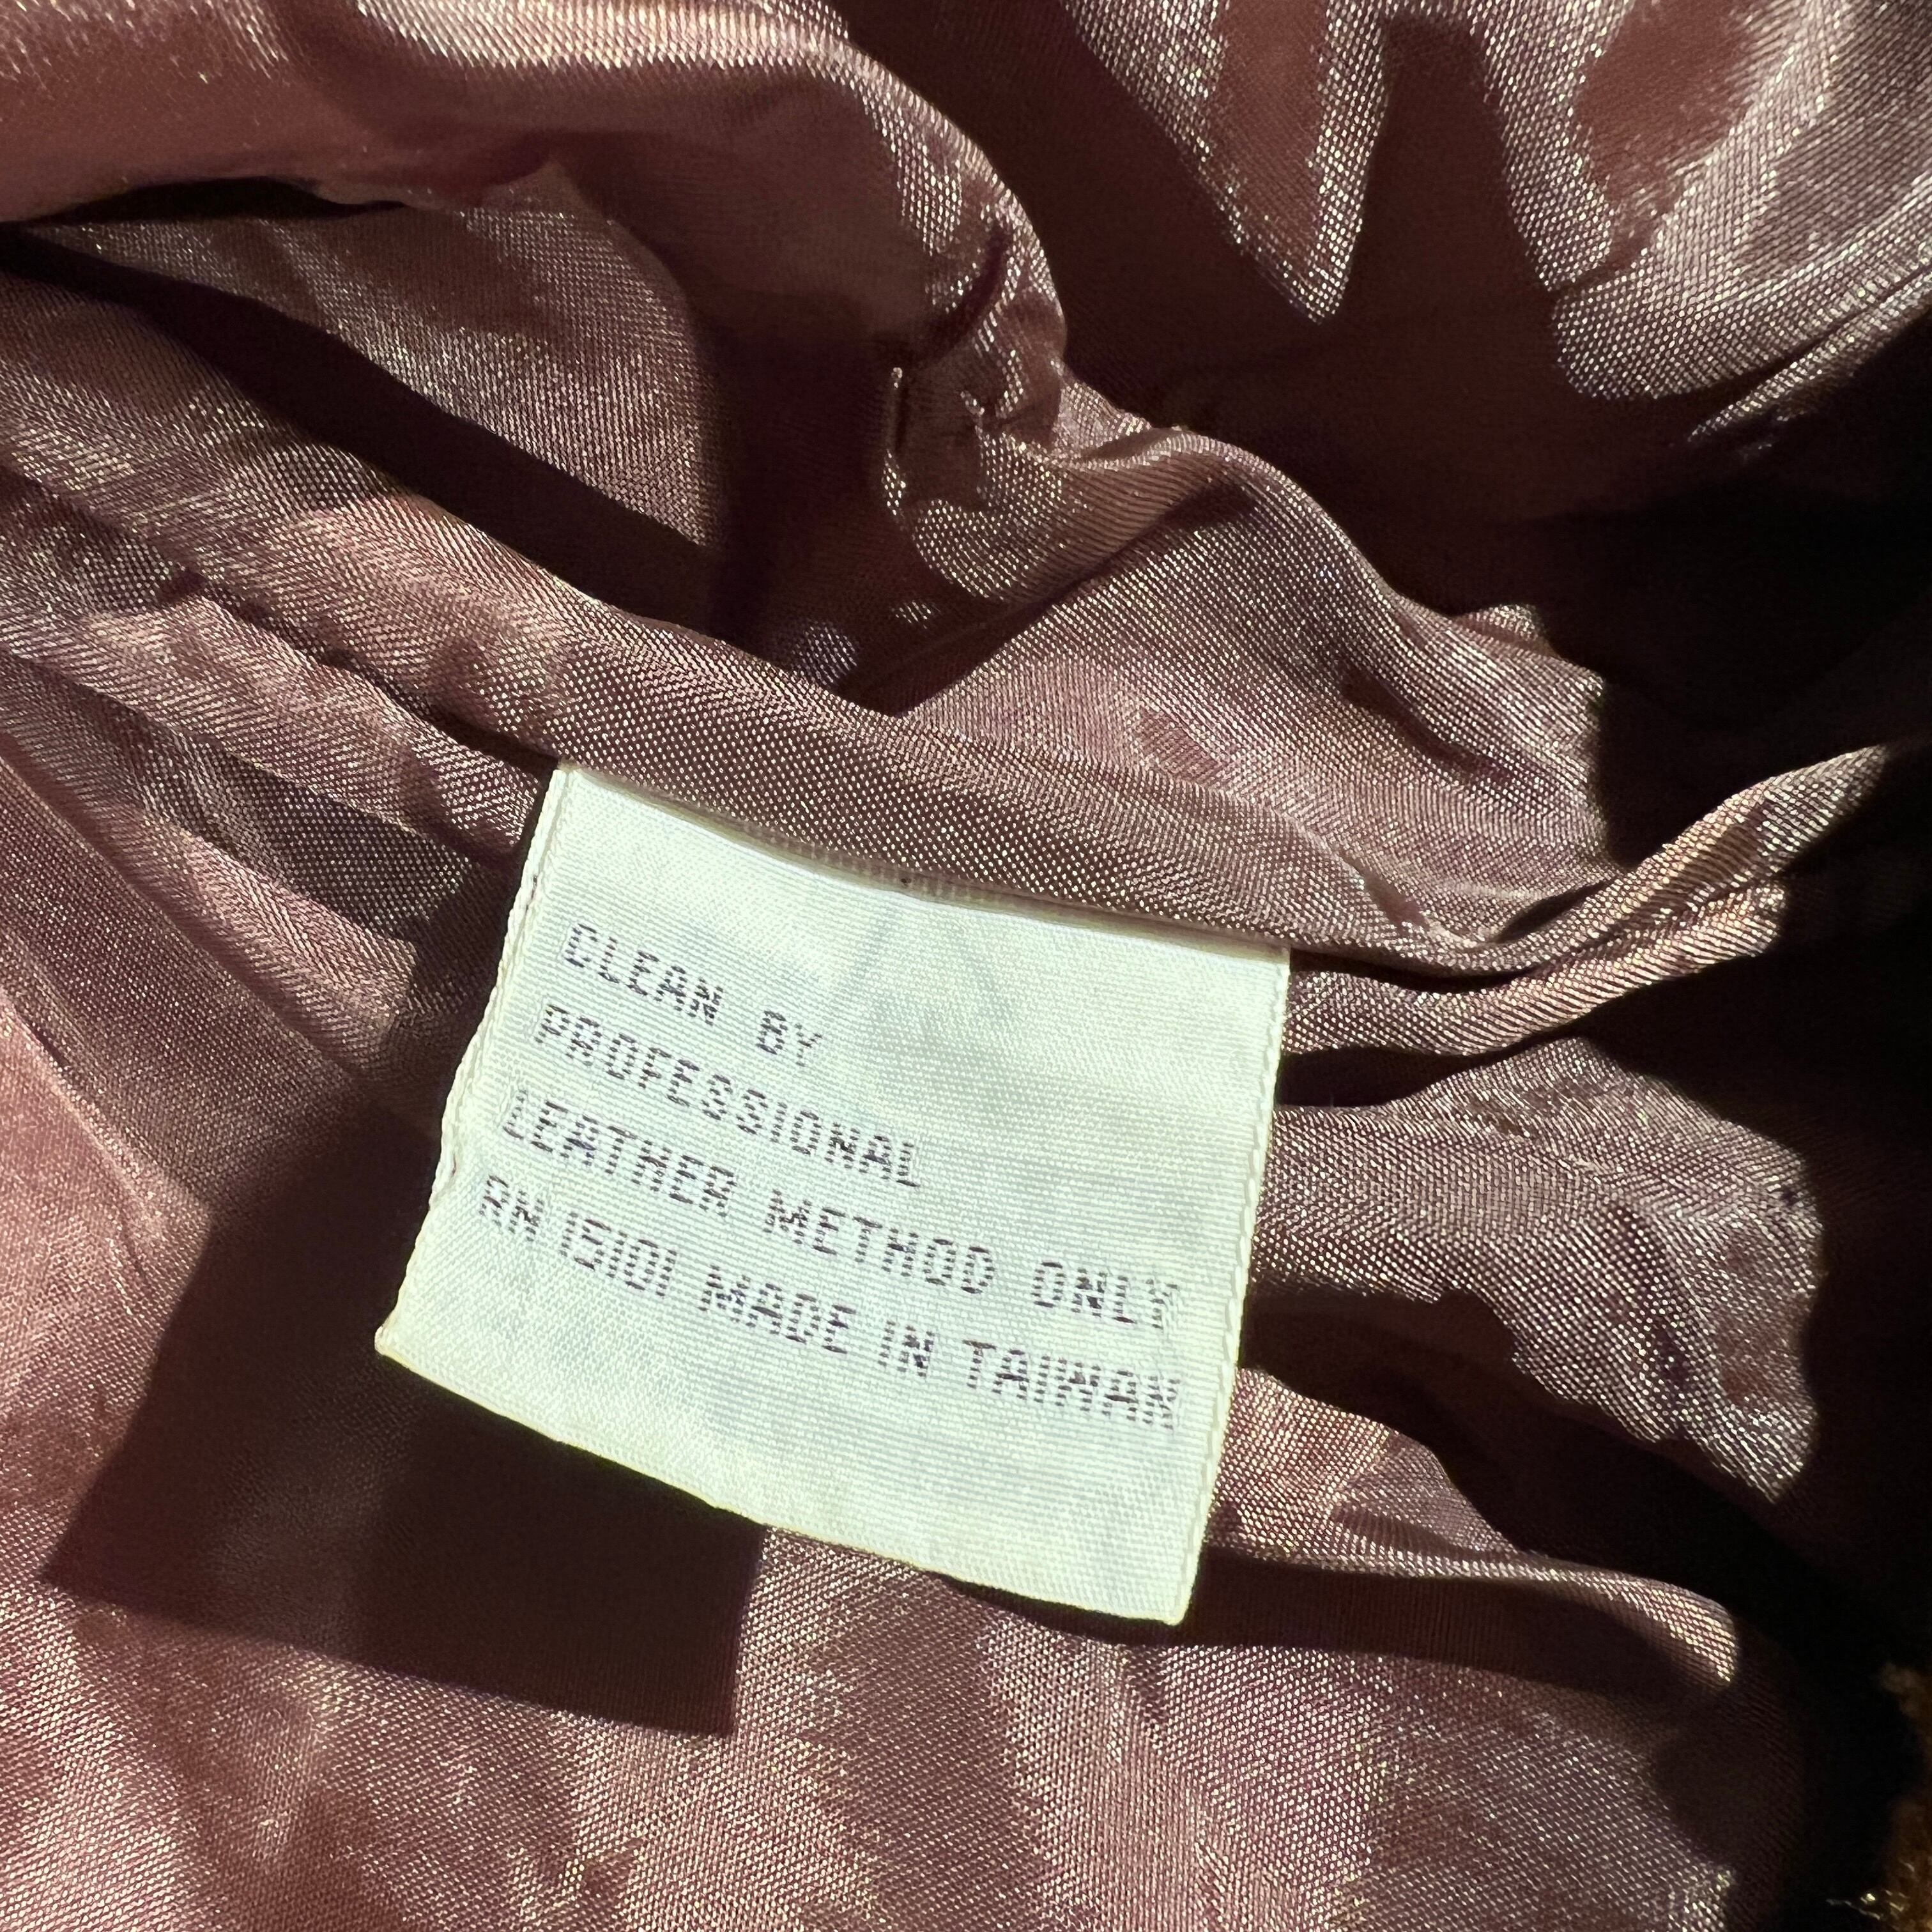 CLEAN BY
PROFESSIONAL
LEATHER METHOD ONLY
RN 15101 MADE IN TAIWAN